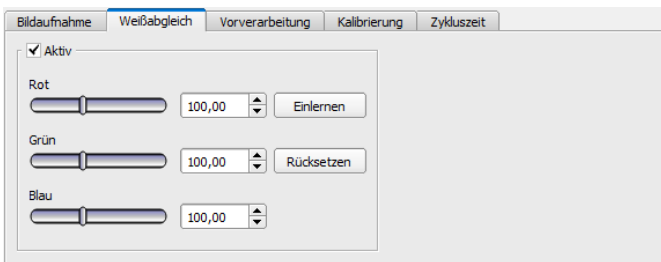 Bildaufnahme Weißabgleich Vorverarbeitung Kalibrierung Zykluszeit
Aktiv
Rot
100,00 Einlernen
Grün
100,00 Rücksetzen
Blau
100,00